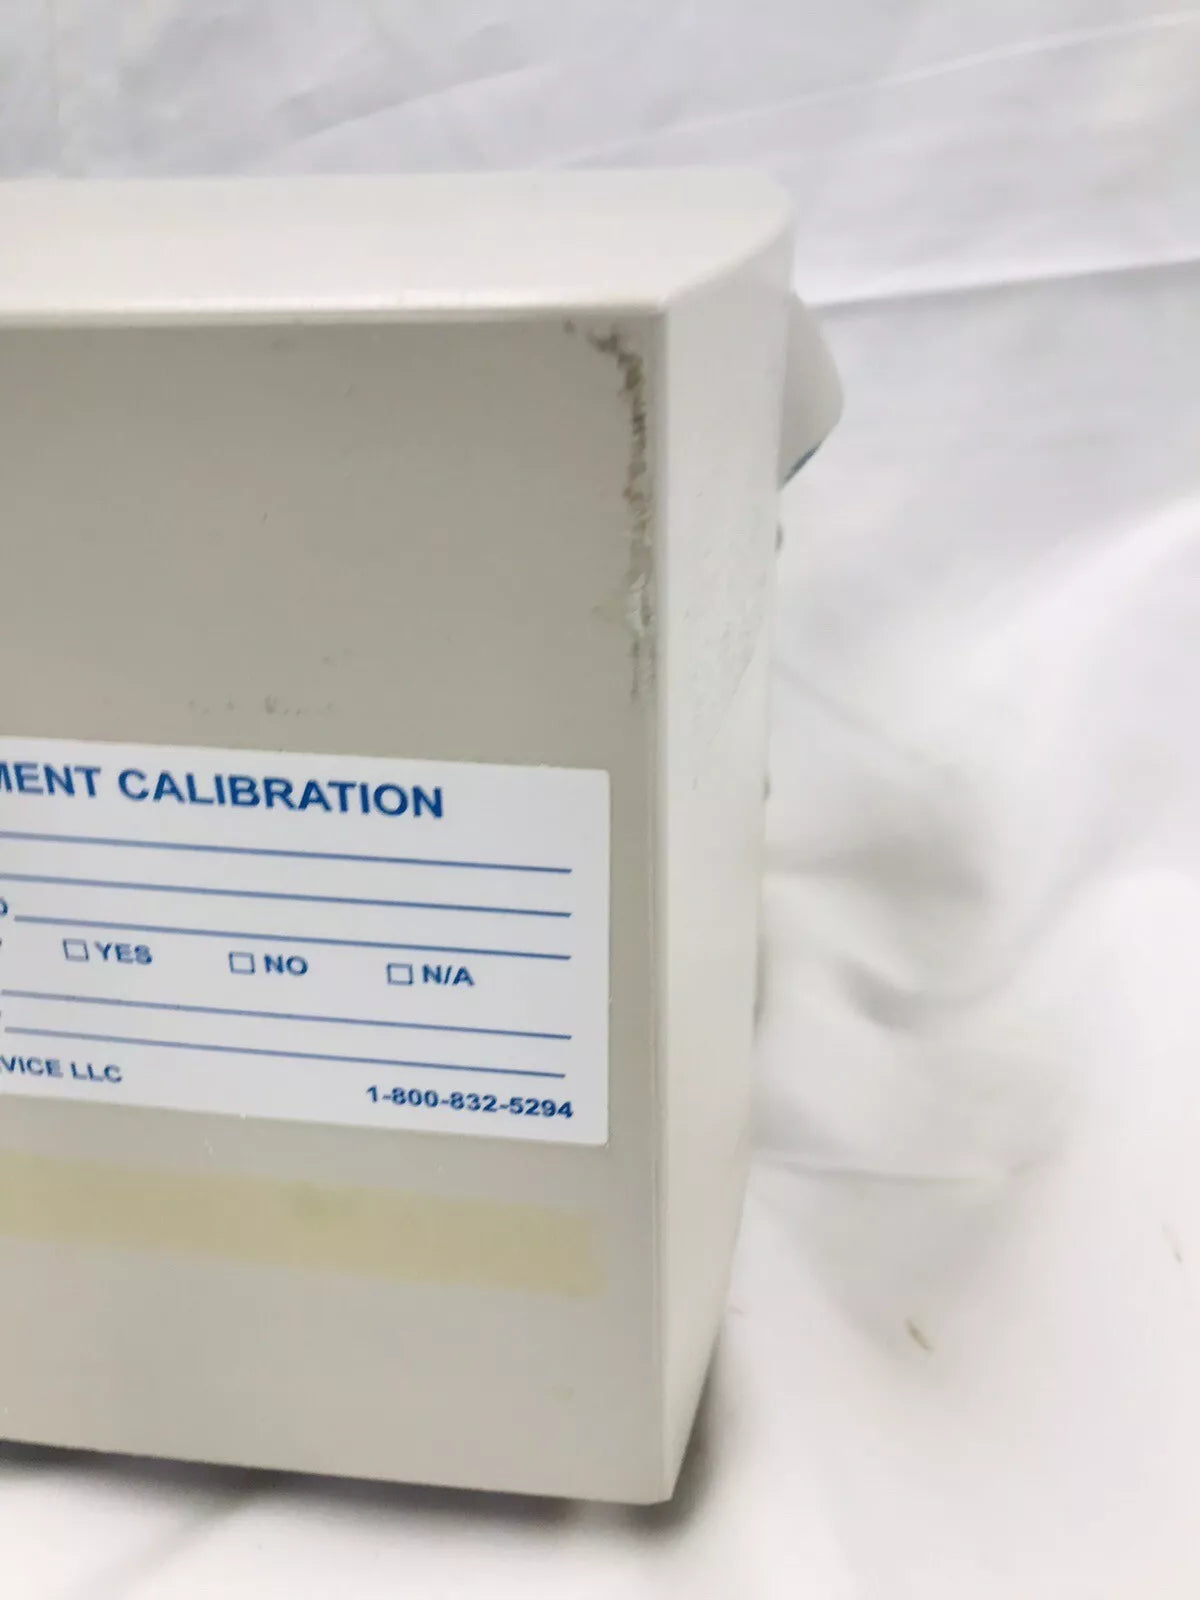 MENT CALIBRATION
YES NO N/A
VICE LLC
1-800-832-5294